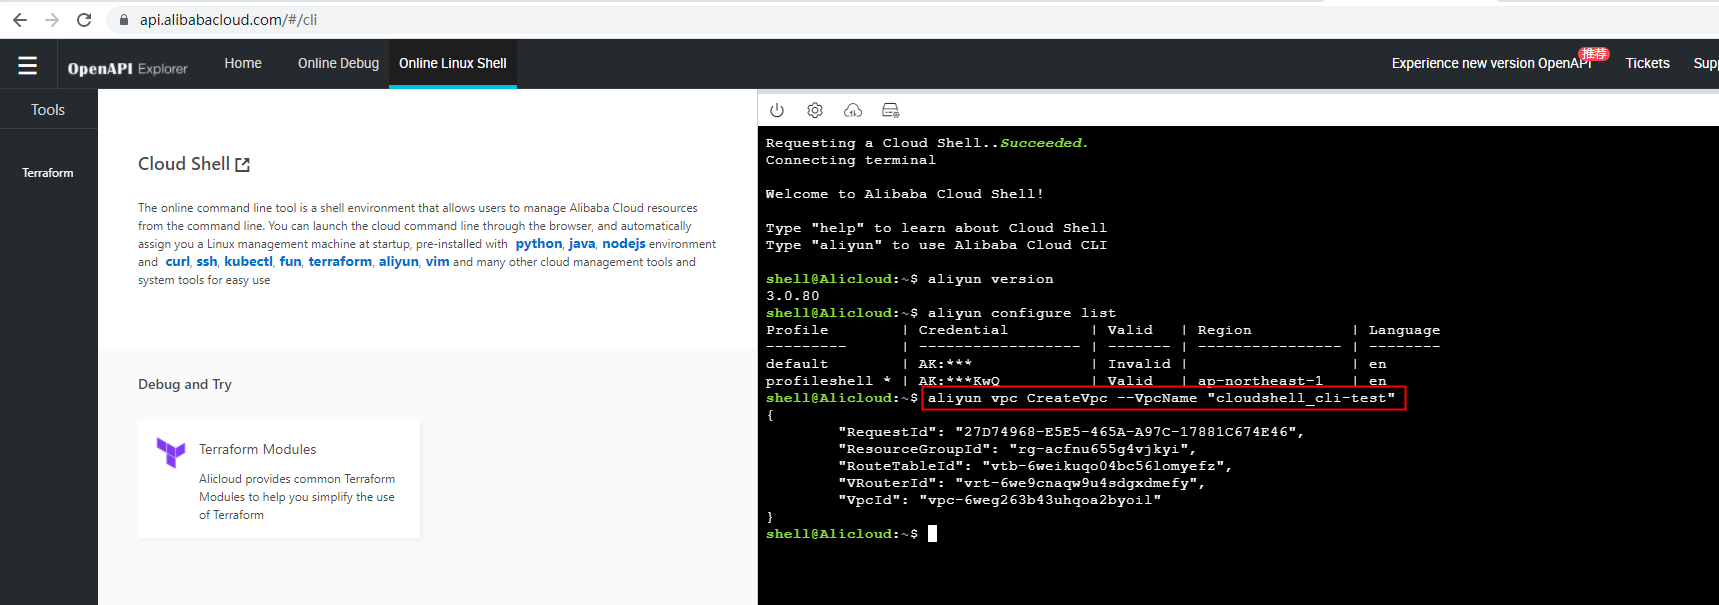 api.alibabacloud.com/#/cli
OpenAPI Explorer
Home
Online Debug
Online Linux Shell
Experience new version OpenAPI
推荐
Tickets
Supp
Tools
Terraform
Cloud Shell
The online command line tool is a shell environment that allows users to manage Alibaba Cloud resources
from the command line. You can launch the cloud command line through the browser, and automatically
assign you a Linux management machine at startup, pre-installed with python, java, nodejs environment
and curl, ssh, kubectl, fun, terraform, aliyun, vim and many other cloud management tools and
system tools for easy use
Debug and Try
Terraform Modules
Alicloud provides common Terraform
Modules to help you simplify the use
of Terraform
Requesting a Cloud Shell..Succeeded.
Connecting terminal
Welcome to Alibaba Cloud Shell!
Type "help" to learn about Cloud Shell
Type "aliyun" to use Alibaba Cloud CLI
shell@Alicloud:~$ aliyun version
3.0.80
shell@Alicloud:~$ aliyun configure list
Profile | Credential | Valid | Region | Language
--------- | ------------------ | ------- | ---------------- | --------
default | AK:*** | Invalid | | en
profileshell * | AK:***KwQ | Valid | ap-northeast-1 | en
shell@Alicloud:~$ aliyun vpc CreateVpc --VpcName "cloudshell_cli-test"
{
"RequestId": "27D74968-E5E5-465A-A97C-17881C674E46",
"ResourceGroupId": "rg-acfnu655g4vjkyi",
"RouteTableId": "vtb-6weikuqo04bc56lomyefz",
"VRouterId": "vrt-6we9cnaqw9u4sdgxdmefy",
"VpcId": "vpc-6weg263b43uhqoa2byoil"
}
shell@Alicloud:~$